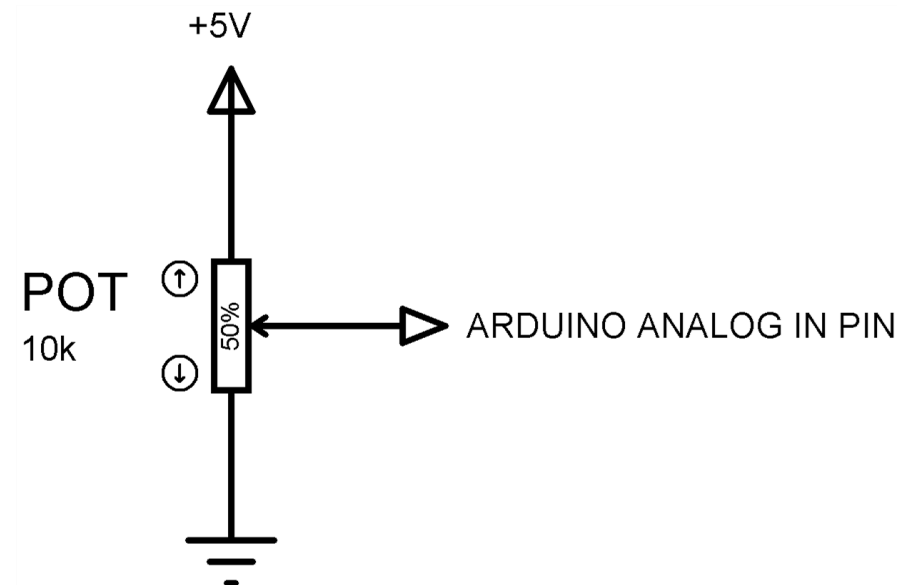 +5V
POT
10k
50%
ARDUINO ANALOG IN PIN